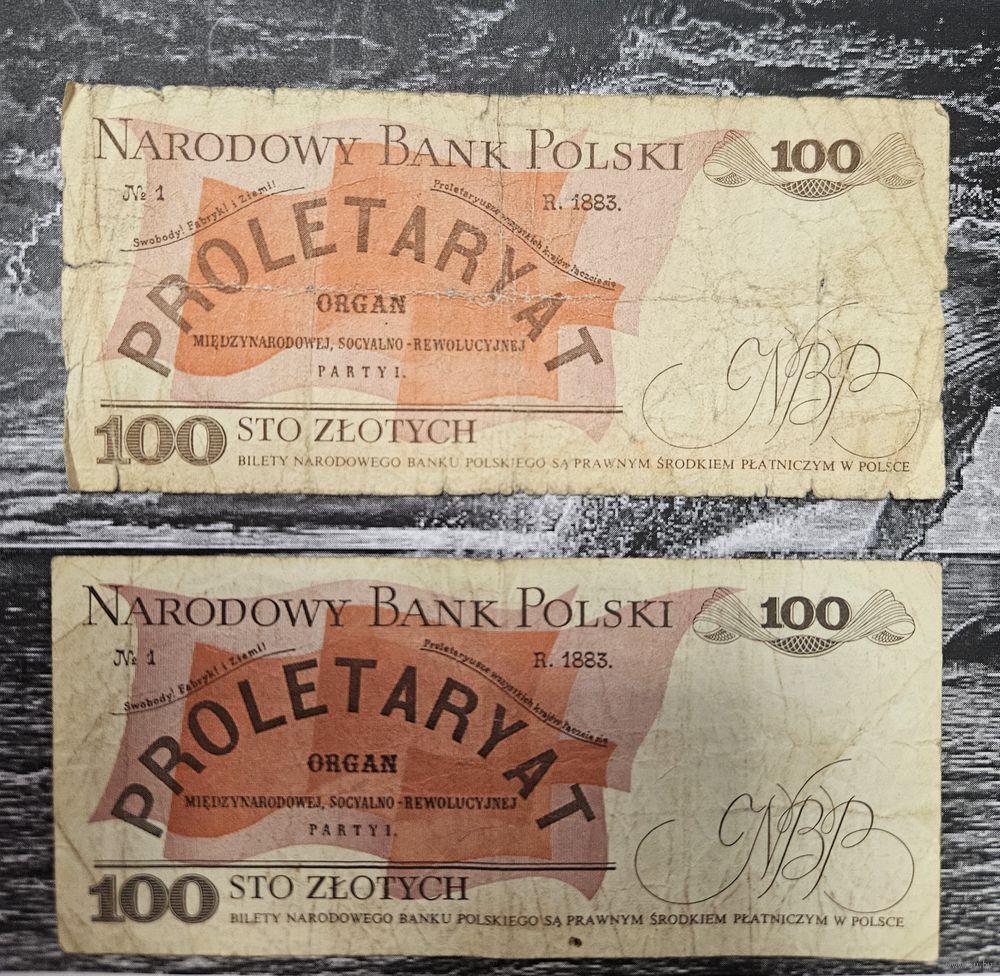 NARODOWY BANK POLSKI
100
№ 1
Swobody! Fabryk! i Ziemi!
Proletaryusze wszystkich krajów łączcie się
R. 1883.
PROLETARYAT
ORGAN
MIĘDZYNARODOWEJ, SOCYALNO-REWOLUCYJNEJ
PARTYI.
NBP
100 STO ZŁOTYCH
BILETY NARODOWEGO BANKU POLSKIEGO SĄ PRAWNYM ŚRODKIEM PŁATNICZYM W POLSCE
NARODOWY BANK POLSKI
100
№ 1
Swobody! Fabryk! i Ziemi!
Proletaryusze wszystkich krajów łączcie się
R. 1883.
PROLETARYAT
ORGAN
MIĘDZYNARODOWEJ, SOCYALNO-REWOLUCYJNEJ
PARTYI.
NBP
100 STO ZŁOTYCH
BILETY NARODOWEGO BANKU POLSKIEGO SĄ PRAWNYM ŚRODKIEM PŁATNICZYM W POLSCE